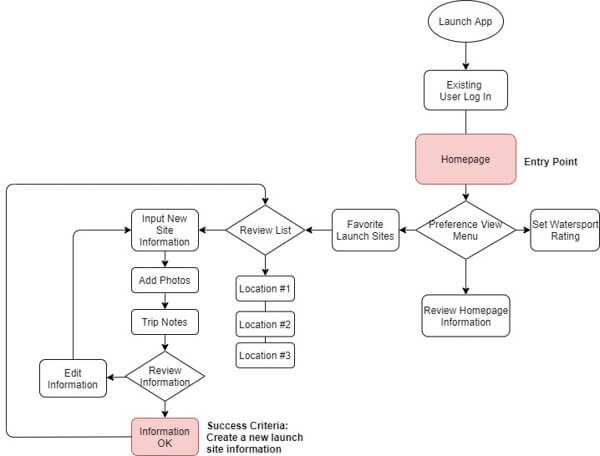 Launch App
Existing
User Log In
Homepage
Entry Point
Input New
Site
Information
Review List
Favorite
Launch Sites
Preference View
Menu
Set Watersport
Rating
Add Photos
Location #1
Trip Notes
Location #2
Review Homepage
Information
Location #3
Edit
Information
Review
Information
Information
OK
Success Criteria:
Create a new launch
site information